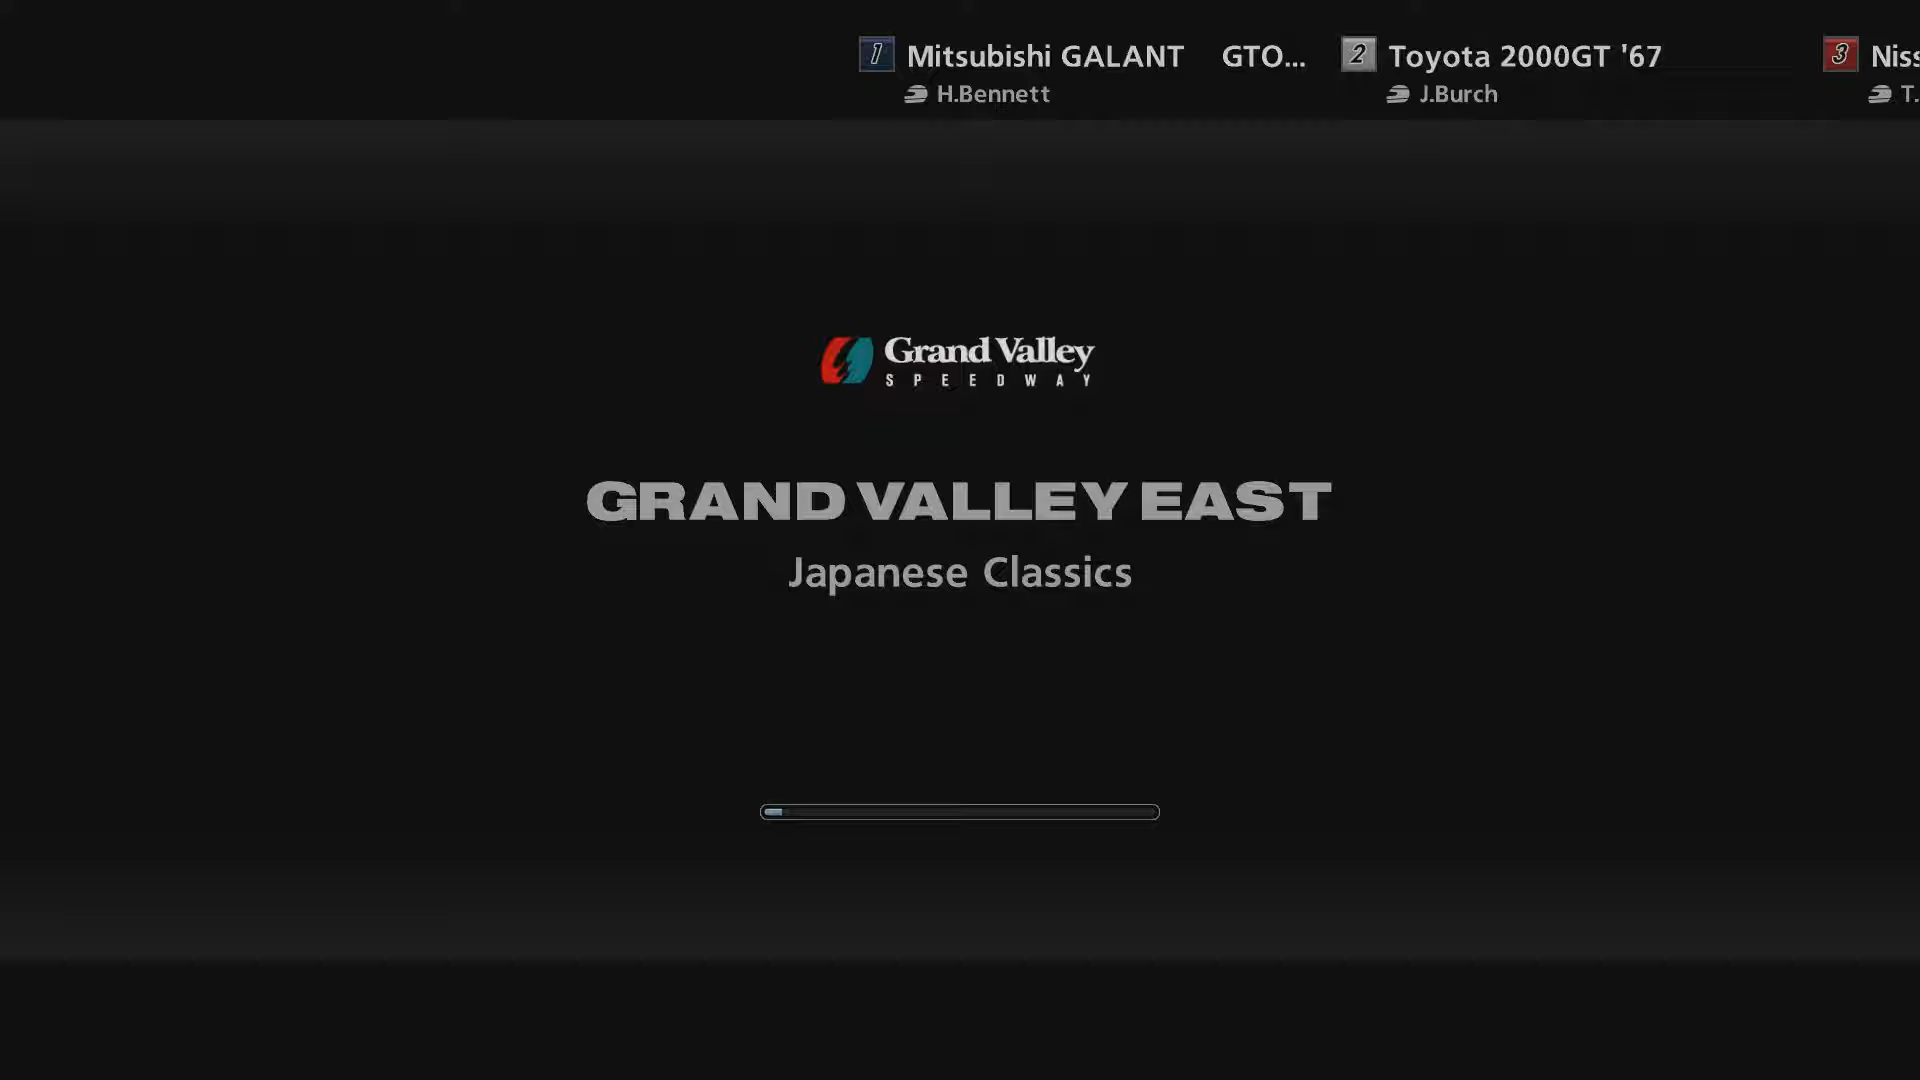 1 Mitsubishi GALANT GTO... 2 Toyota 2000GT '67 3 Niss
H.Bennett J.Burch T.
Grand Valley
SPEEDWAY
GRAND VALLEY EAST
Japanese Classics